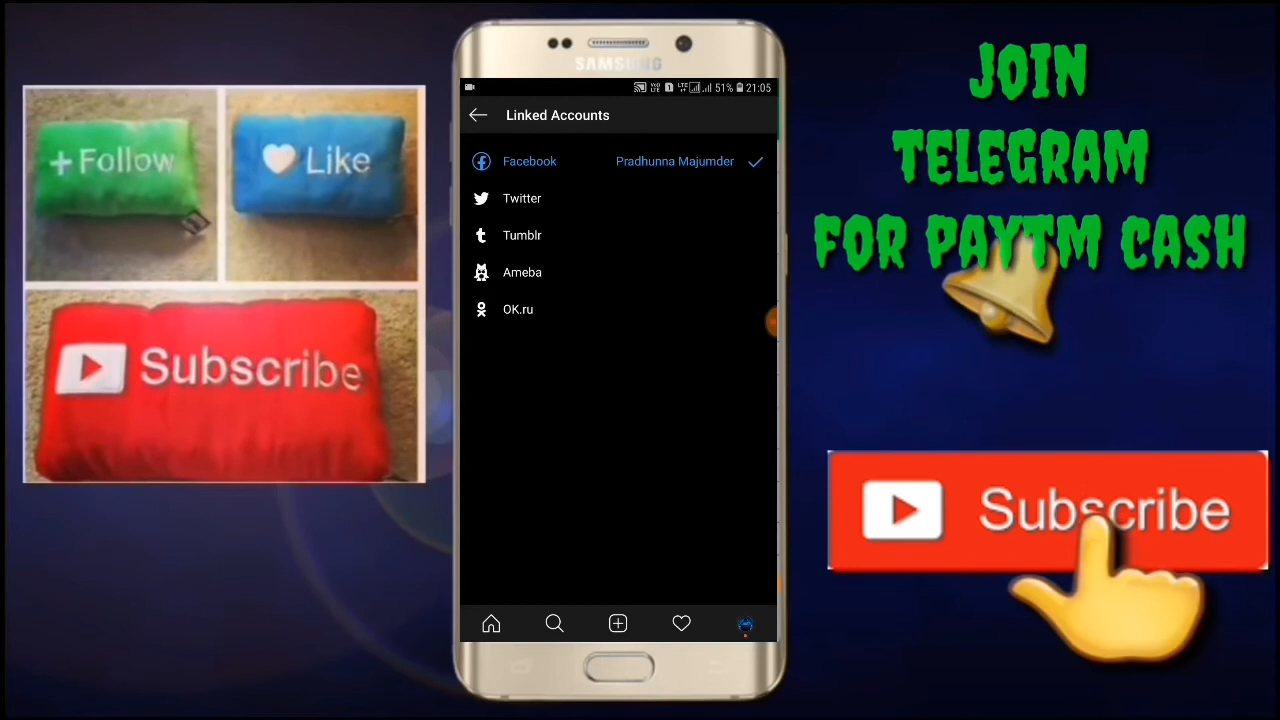 +Follow
Like
Subscribe
SAMSUNG
51% 21:05
Linked Accounts
Facebook Pradhunna Majumder
Twitter
Tumblr
Ameba
OK.ru
JOIN
TELEGRAM
FOR PAYTM CASH
Subscribe